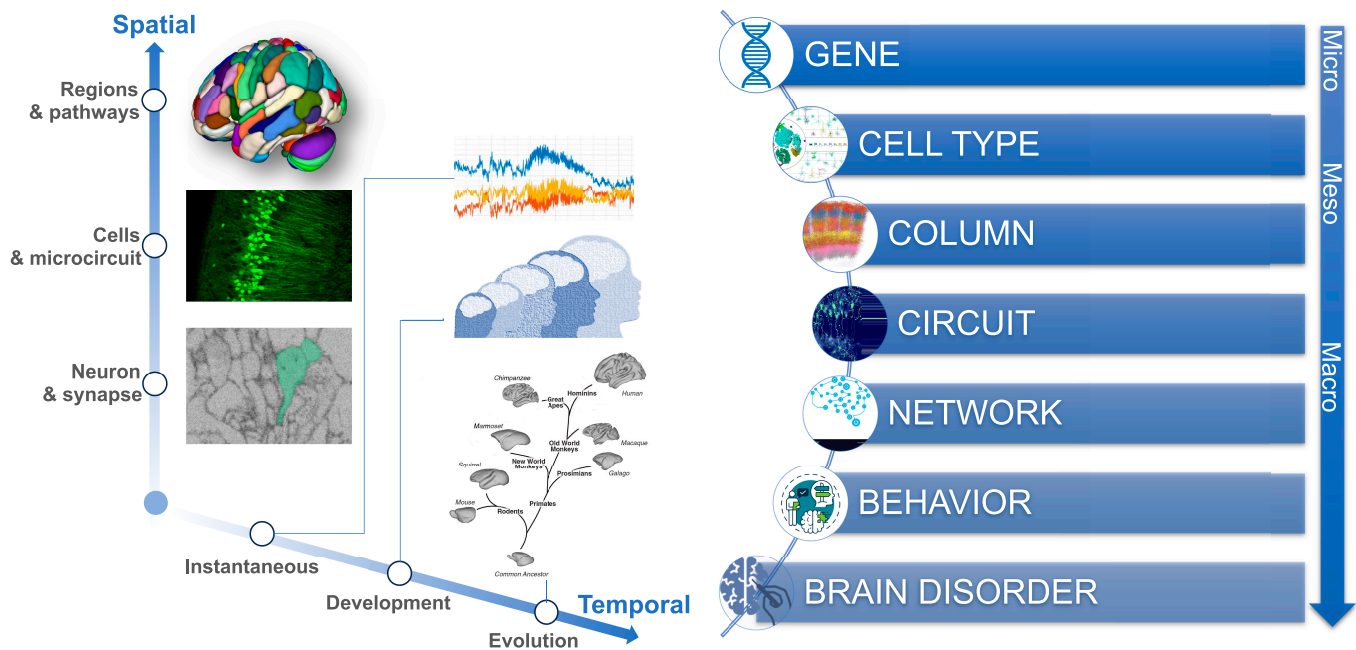 Spatial
Regions
& pathways
Cells
& microcircuit
Neuron
& synapse
Instantaneous
Development
Evolution
Temporal
Chimpanzee
Hominins
Human
Great
Apes
Marmoset
Old World
Monkeys
Macaque
New World
Monkeys
Squirrel
Prosimians
Galago
Mouse
Primates
Rodents
Common Ancestor
GENE
CELL TYPE
COLUMN
CIRCUIT
NETWORK
BEHAVIOR
BRAIN DISORDER
Micro
Meso
Macro